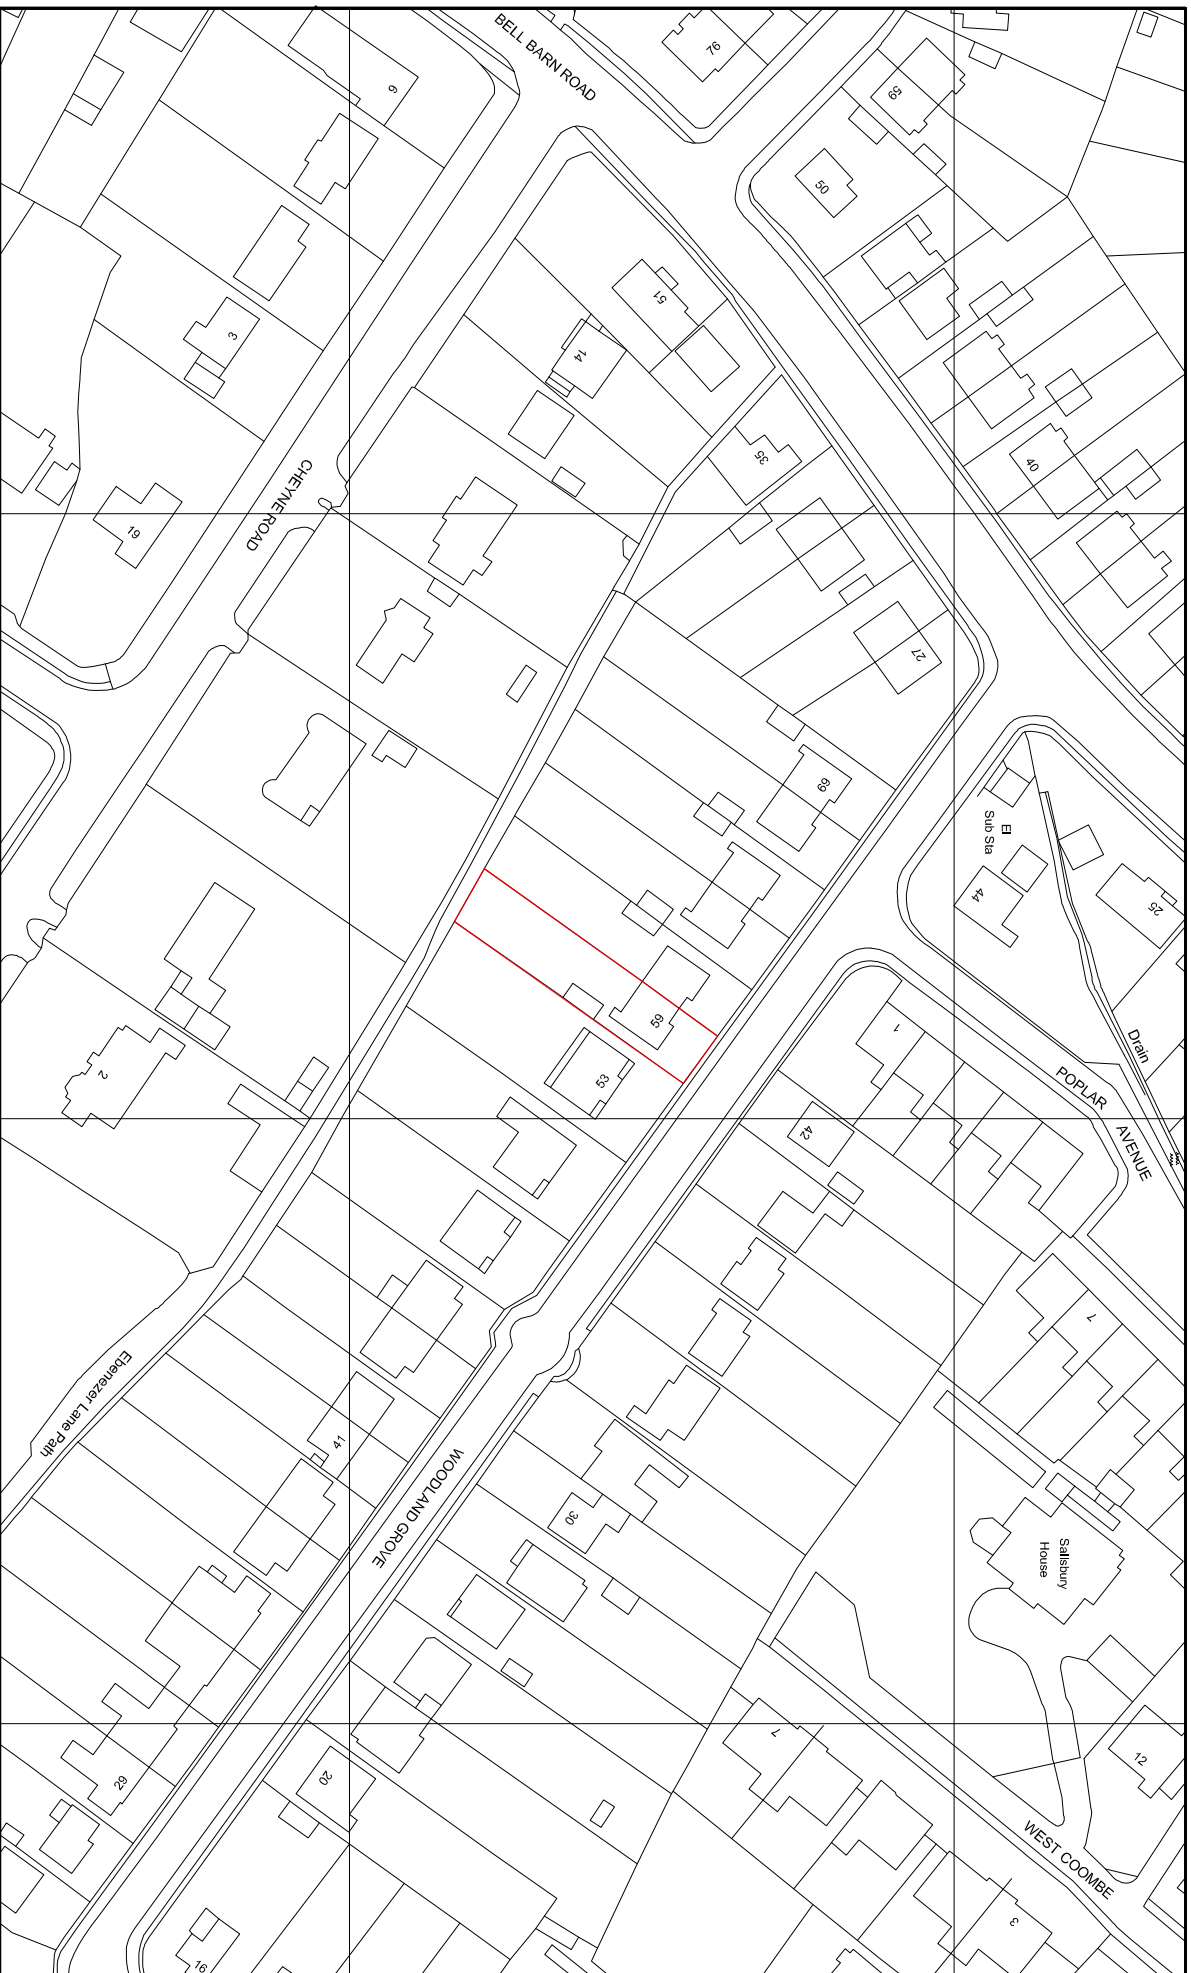 BELL BARN ROAD
76
59
9
50
51
3
14
35
40
CHEYNE ROAD
19
27
69
El
Sub Sta
44
25
59
1
Drain
2
53
POPLAR
AVENUE
42
7
Ebenezer Lane Path
41
WOODLAND GROVE
30
Salisbury
House
7
12
29
20
WEST COOMBE
3
16